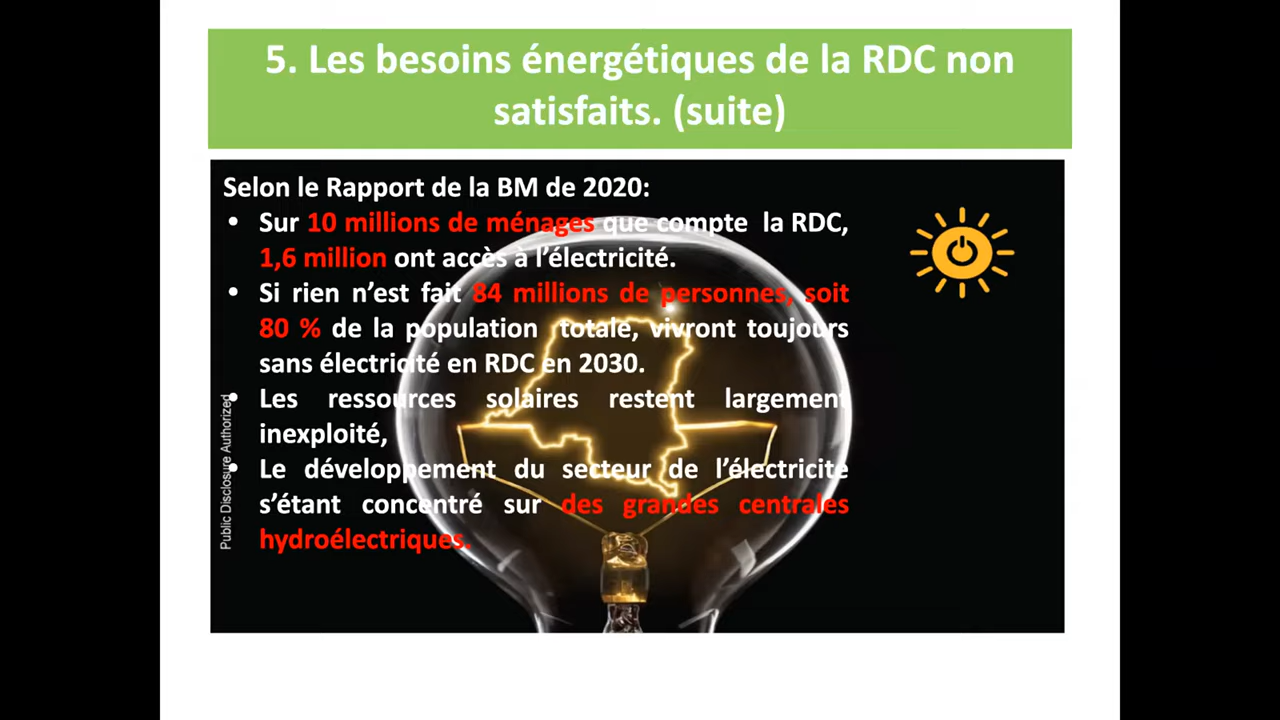 5. Les besoins énergétiques de la RDC non
satisfaits. (suite)
Selon le Rapport de la BM de 2020:
• Sur 10 millions de ménages que compte la RDC,
1,6 million ont accès à l'électricité.
• Si rien n'est fait 84 millions de personnes, soit
80 % de la population totale, vivront toujours
sans électricité en RDC en 2030.
• Les ressources solaires restent largement
inexploité,
• Le développement du secteur de l'électricité
s'étant concentré sur des grandes centrales
hydroélectriques.
Public Disclosure Authorized